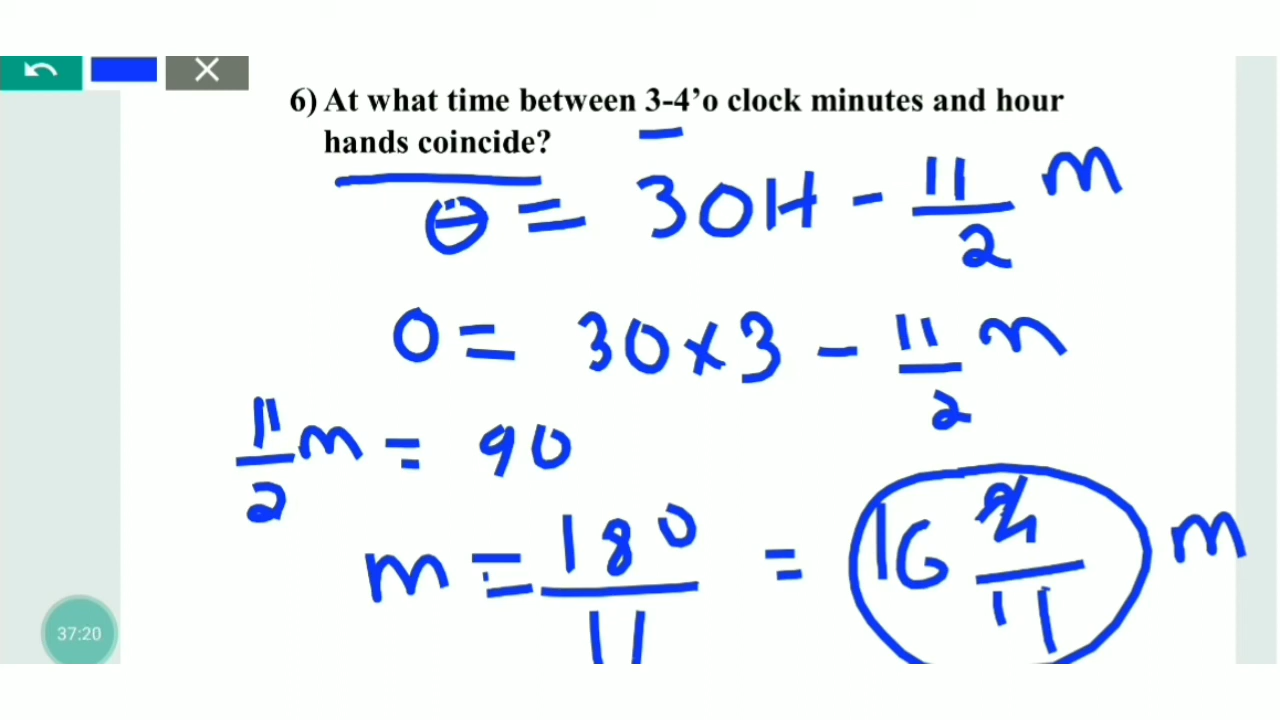 6) At what time between 3-4’o clock minutes and hour
hands coincide?
θ = 30H - 11/2 m
0 = 30×3 - 11/2 m
11/2 m = 90
m = 180/11 = 16 4/11 m
37:20